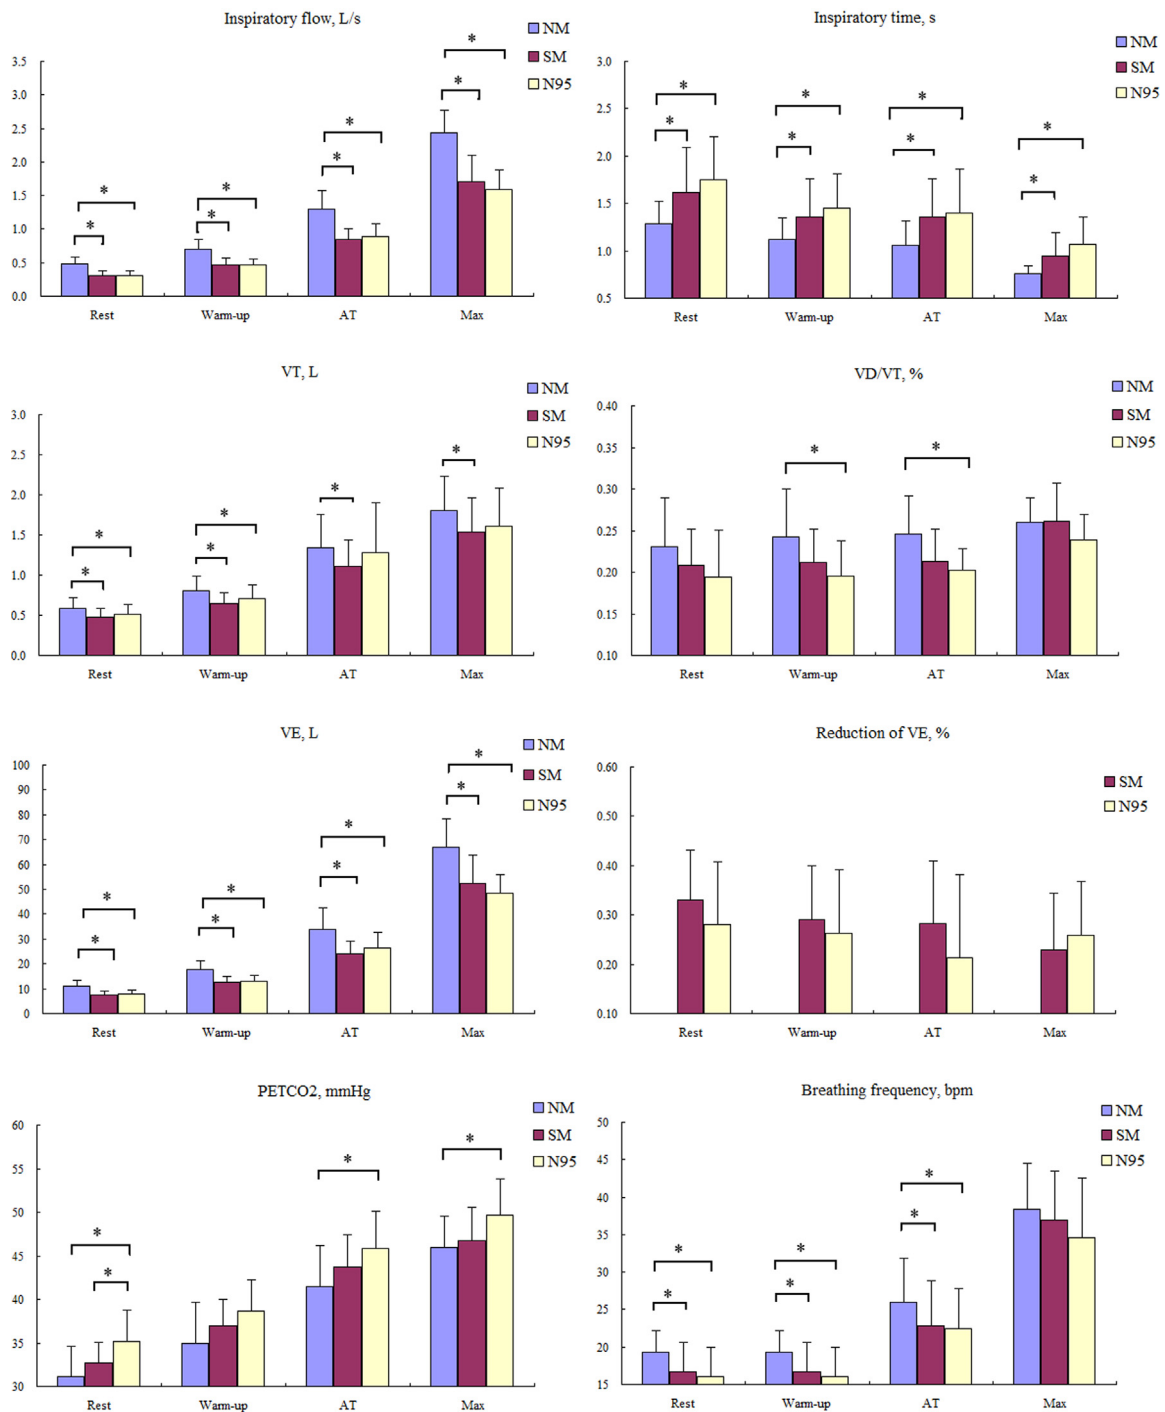 Inspiratory flow, L/s
NM
SM
N95
3.5
3.0
2.5
2.0
1.5
1.0
0.5
0.0
* * * * * * * *
Rest Warm-up AT Max
Inspiratory time, s
NM
SM
N95
3.0
2.5
2.0
1.5
1.0
0.5
* * * * * * * *
Rest Warm-up AT Max
VT, L
NM
SM
N95
3.0
2.5
2.0
1.5
1.0
0.5
0.0
* * * * * *
Rest Warm-up AT Max
VD/VT, %
NM
SM
N95
0.40
0.35
0.30
0.25
0.20
0.15
0.10
* *
Rest Warm-up AT Max
VE, L
NM
SM
N95
100
90
80
70
60
50
40
30
20
10
0
* * * * * * * *
Rest Warm-up AT Max
Reduction of VE, %
SM
N95
0.60
0.50
0.40
0.30
0.20
0.10
Rest Warm-up AT Max
PETCO2, mmHg
NM
SM
N95
60
55
50
45
40
35
30
* * * *
Rest Warm-up AT Max
Breathing frequency, bpm
NM
SM
N95
50
45
40
35
30
25
20
15
* * * * * *
Rest Warm-up AT Max